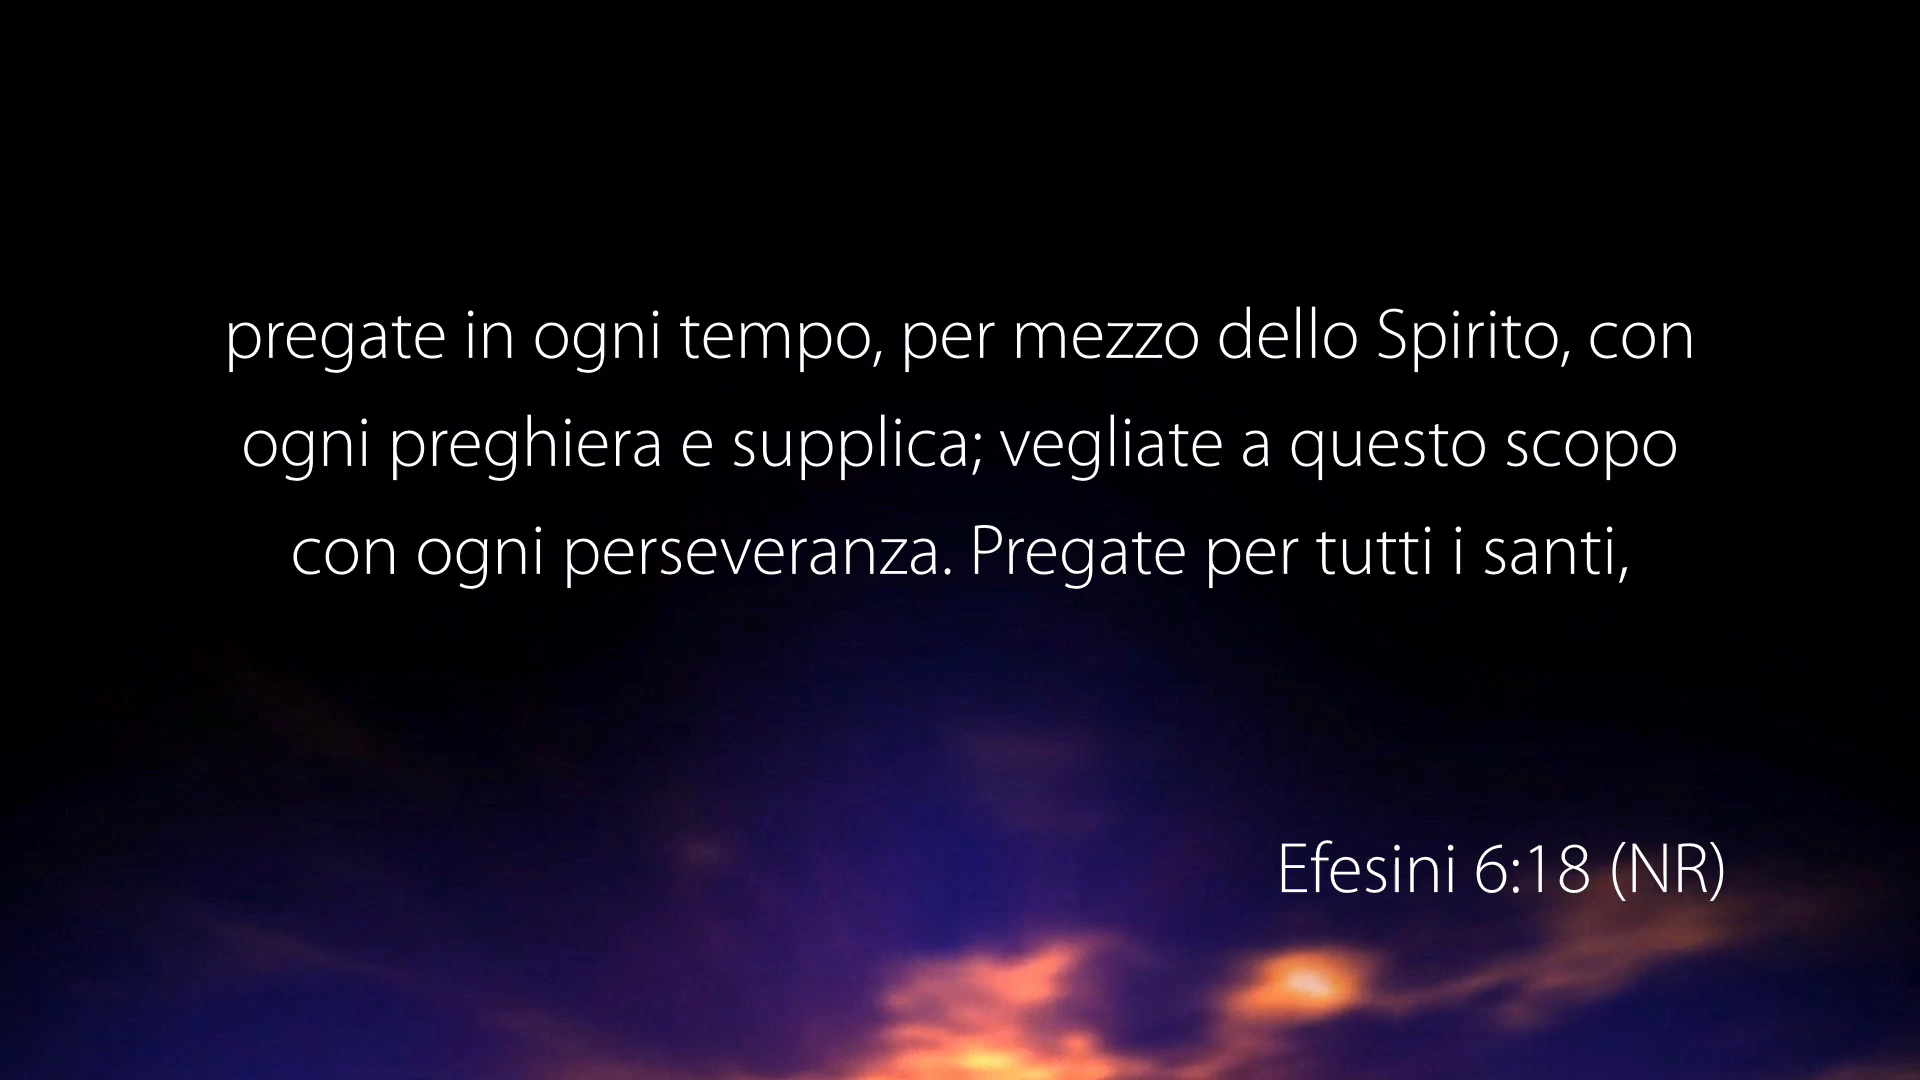 pregate in ogni tempo, per mezzo dello Spirito, con
ogni preghiera e supplica; vegliate a questo scopo
con ogni perseveranza. Pregate per tutti i santi,
Efesini 6:18 (NR)